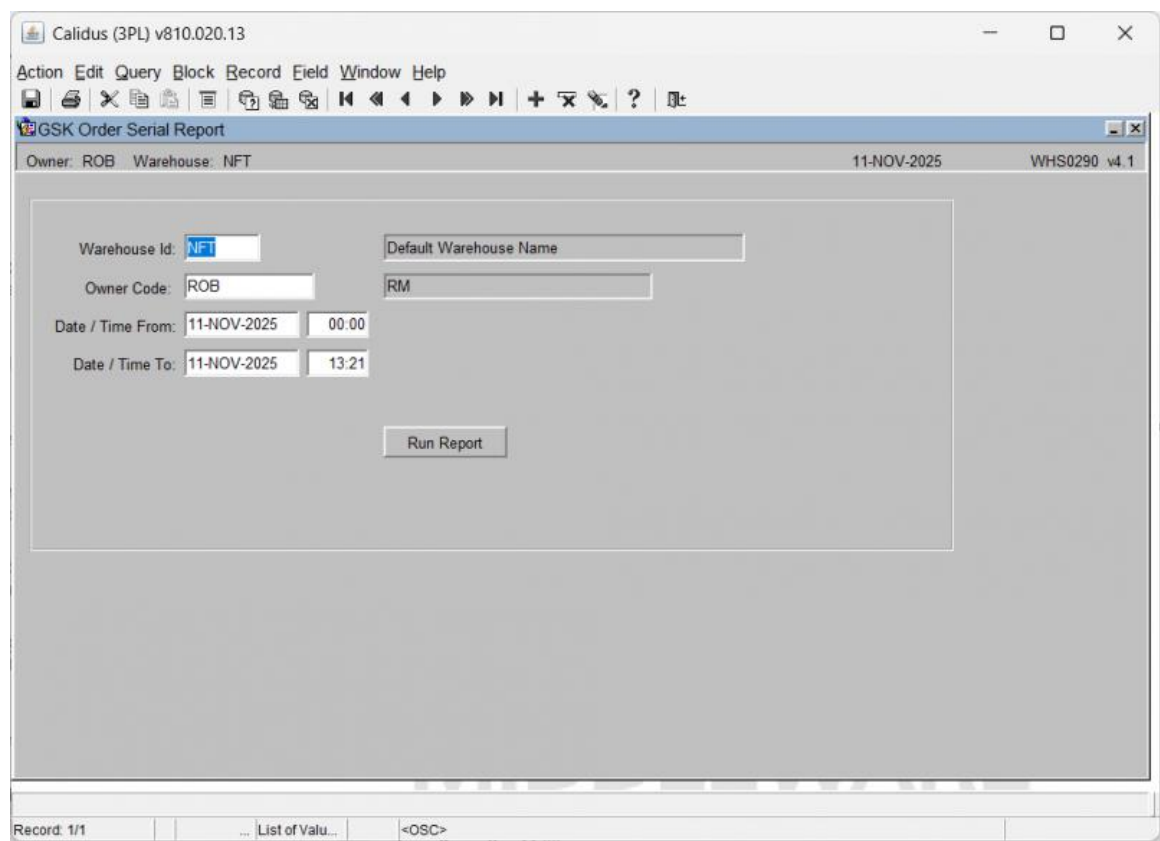 Calidus (3PL) v810.020.13
Action Edit Query Block Record Field Window Help
GSK Order Serial Report
Owner: ROB Warehouse: NFT 11-NOV-2025 WHS0290 v4.1
Warehouse Id: NFT Default Warehouse Name
Owner Code: ROB RM
Date / Time From: 11-NOV-2025 00:00
Date / Time To: 11-NOV-2025 13:21
Run Report
Record: 1/1 ... List of Valu... <OSC>